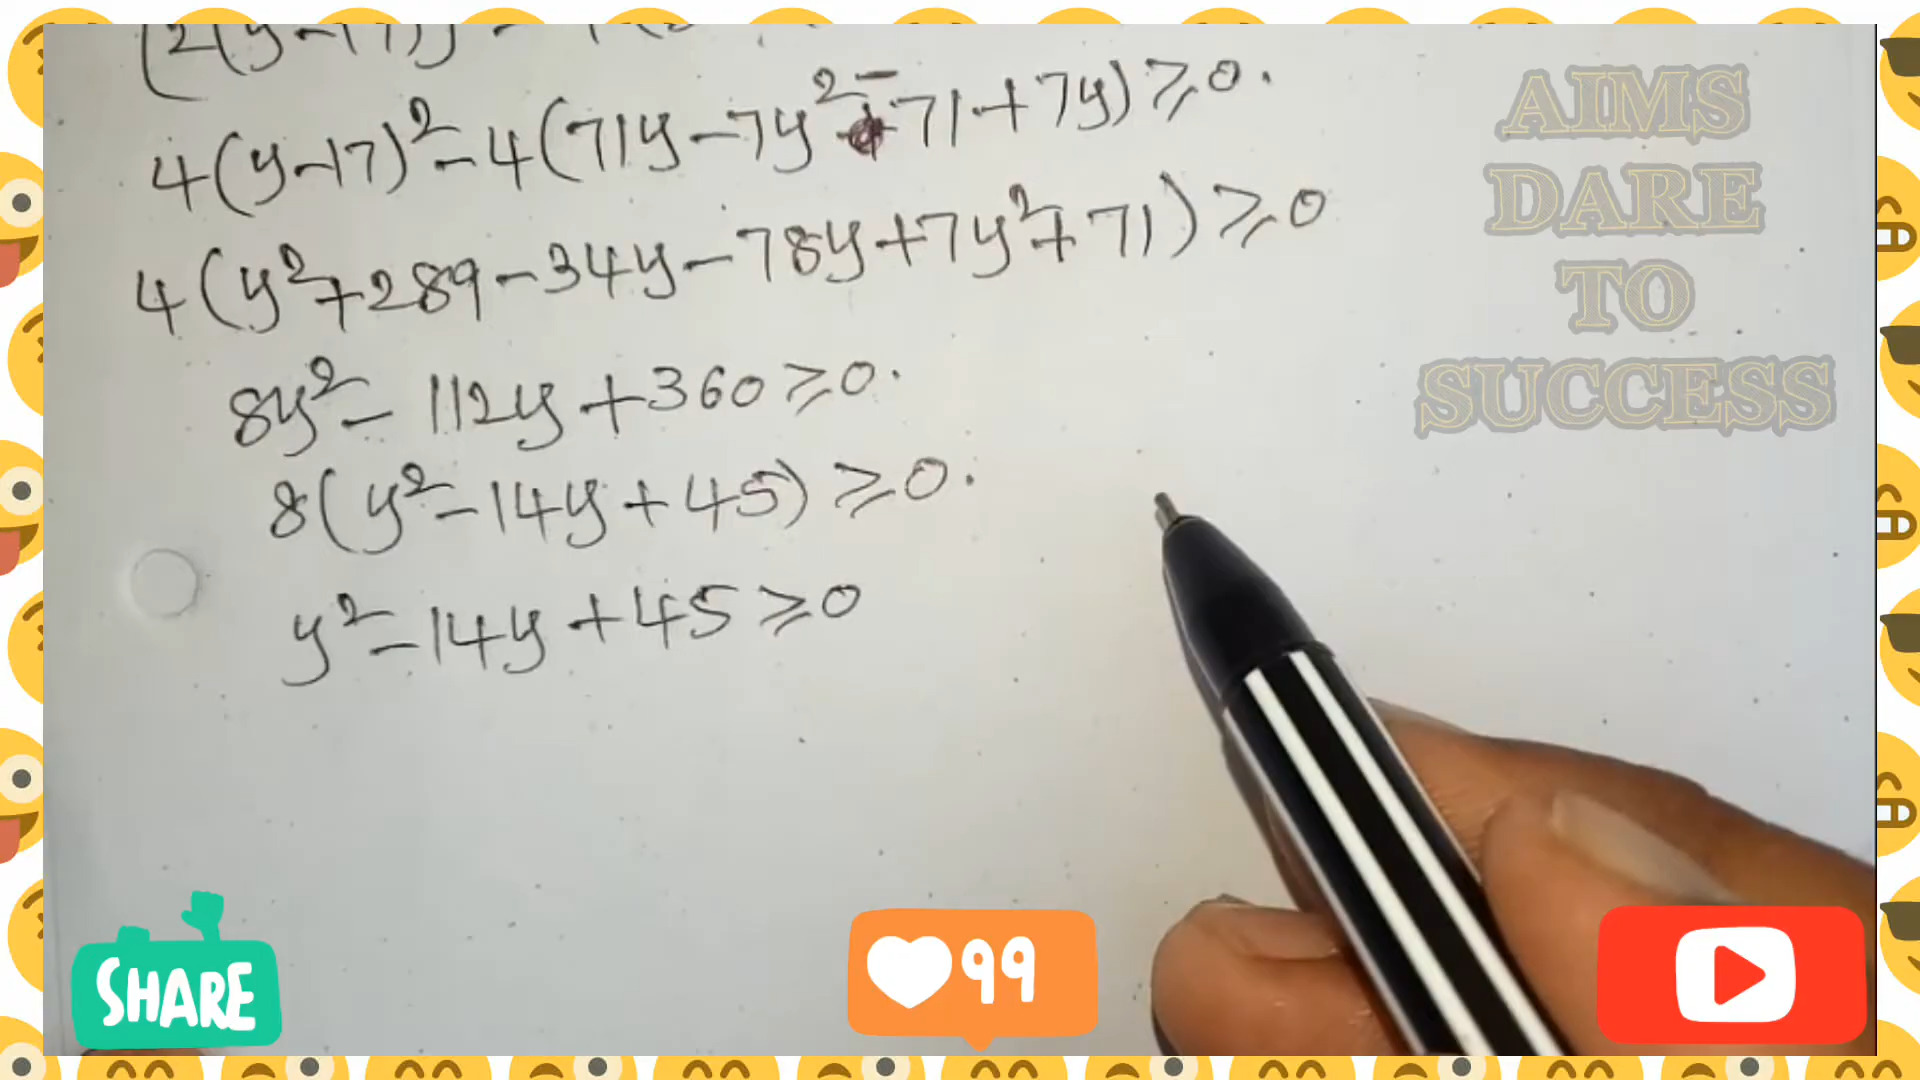 4(y-17)²-4(71y-7y²-71+7y)≥0.
4(y²+289-34y-78y+7y²+71)≥0
8y²-112y+360≥0.
8(y²-14y+45)≥0.
y²-14y+45≥0
AIMS
DARE
TO
SUCCESS
SHARE
99